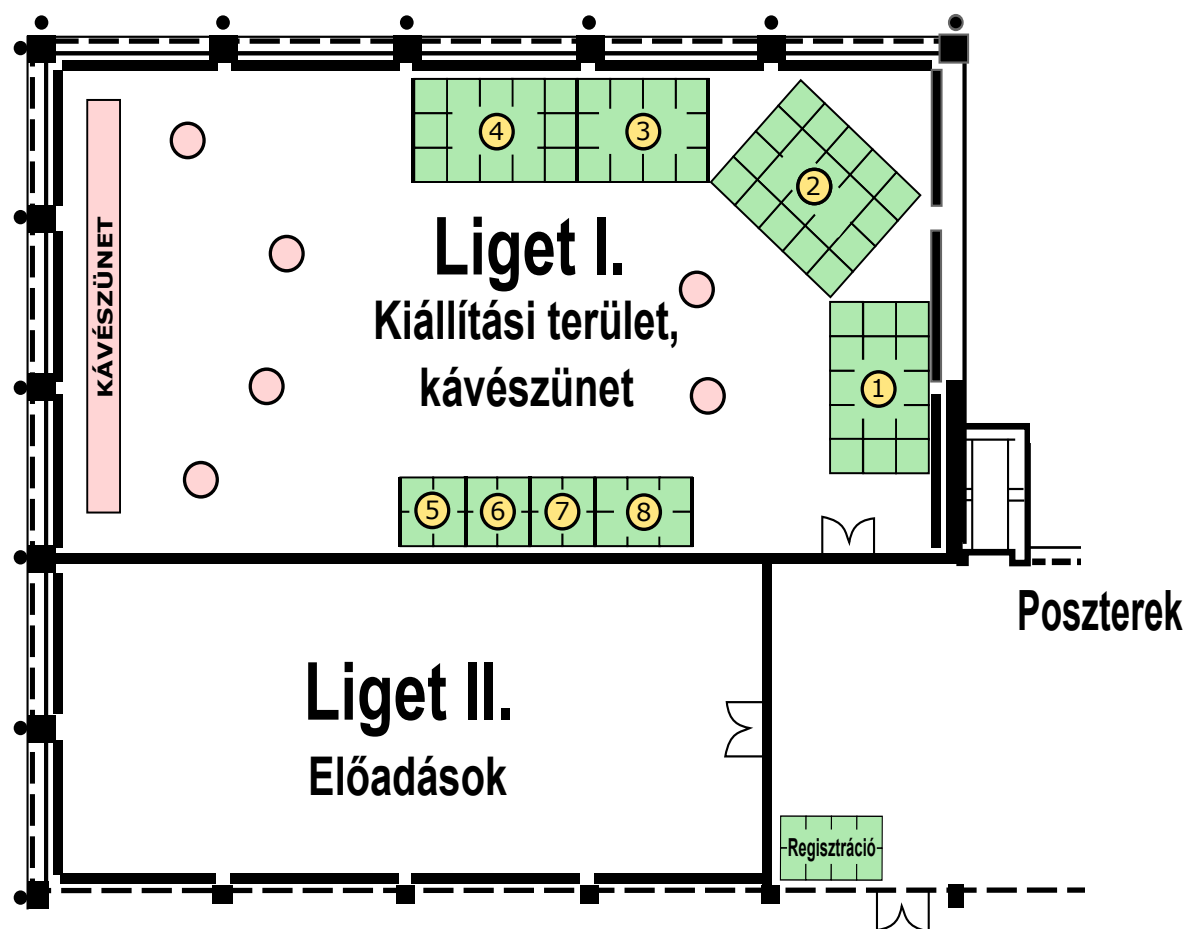 4
3
2
KÁVÉSZÜNET
Liget I.
Kiállítási terület,
kávészünet
1
5
6
7
8
Poszterek
Liget II.
Előadások
Regisztráció